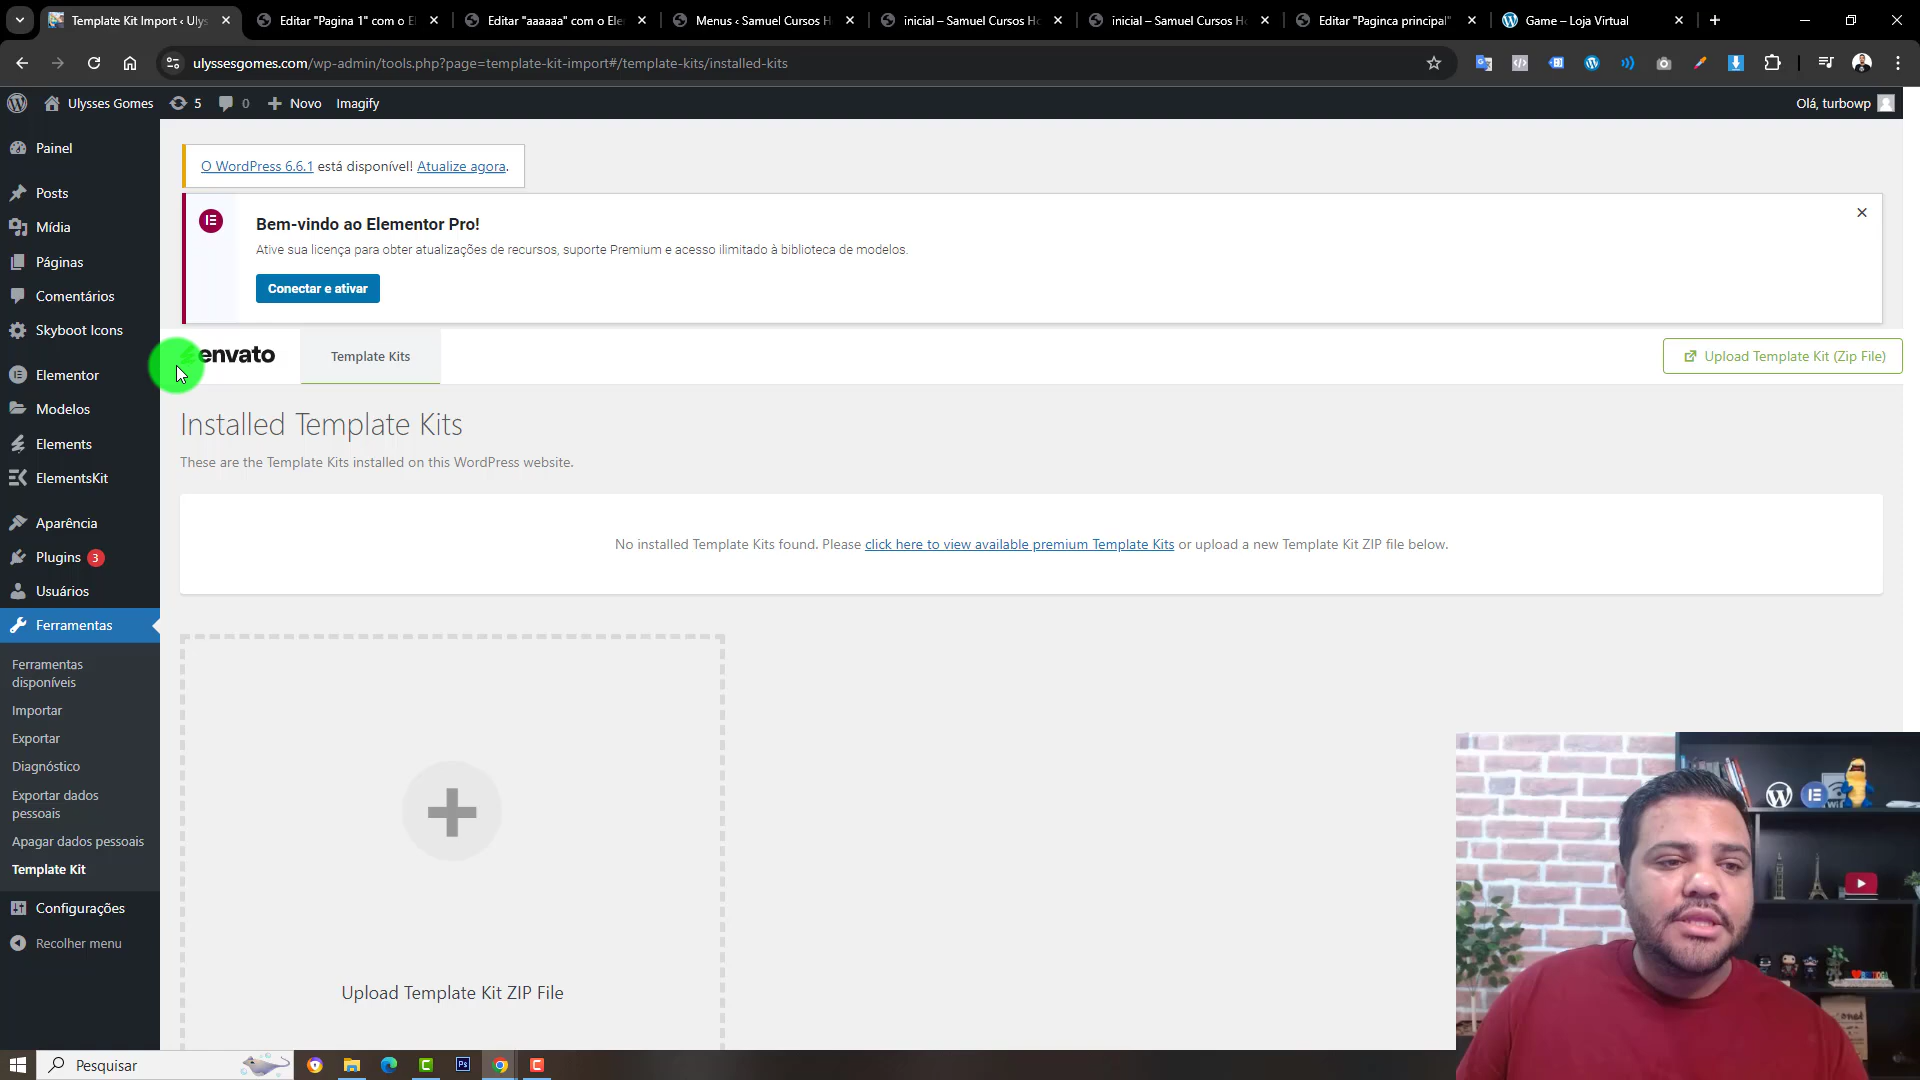 Template Kit Import ‹ Ulys
Editar "Pagina 1" com o El
Editar "aaaaaa" com o Ele
Menus ‹ Samuel Cursos H
inicial – Samuel Cursos Ho
inicial – Samuel Cursos Ho
Editar "Paginca principal"
Game – Loja Virtual
ulyssesgomes.com/wp-admin/tools.php?page=template-kit-import#/template-kits/installed-kits
Ulysses Gomes
5
0
Novo
Imagify
Olá, turbowp
Painel
Posts
Mídia
Páginas
Comentários
Skyboot Icons
Elementor
Modelos
Elements
ElementsKit
Aparência
Plugins 3
Usuários
Ferramentas
Ferramentas
disponíveis
Importar
Exportar
Diagnóstico
Exportar dados
pessoais
Apagar dados pessoais
Template Kit
Configurações
Recolher menu
O WordPress 6.6.1 está disponível! Atualize agora.
Bem-vindo ao Elementor Pro!
Ative sua licença para obter atualizações de recursos, suporte Premium e acesso ilimitado à biblioteca de modelos.
Conectar e ativar
envato
Template Kits
Upload Template Kit (Zip File)
Installed Template Kits
These are the Template Kits installed on this WordPress website.
No installed Template Kits found. Please click here to view available premium Template Kits or upload a new Template Kit ZIP file below.
Upload Template Kit ZIP File
Pesquisar